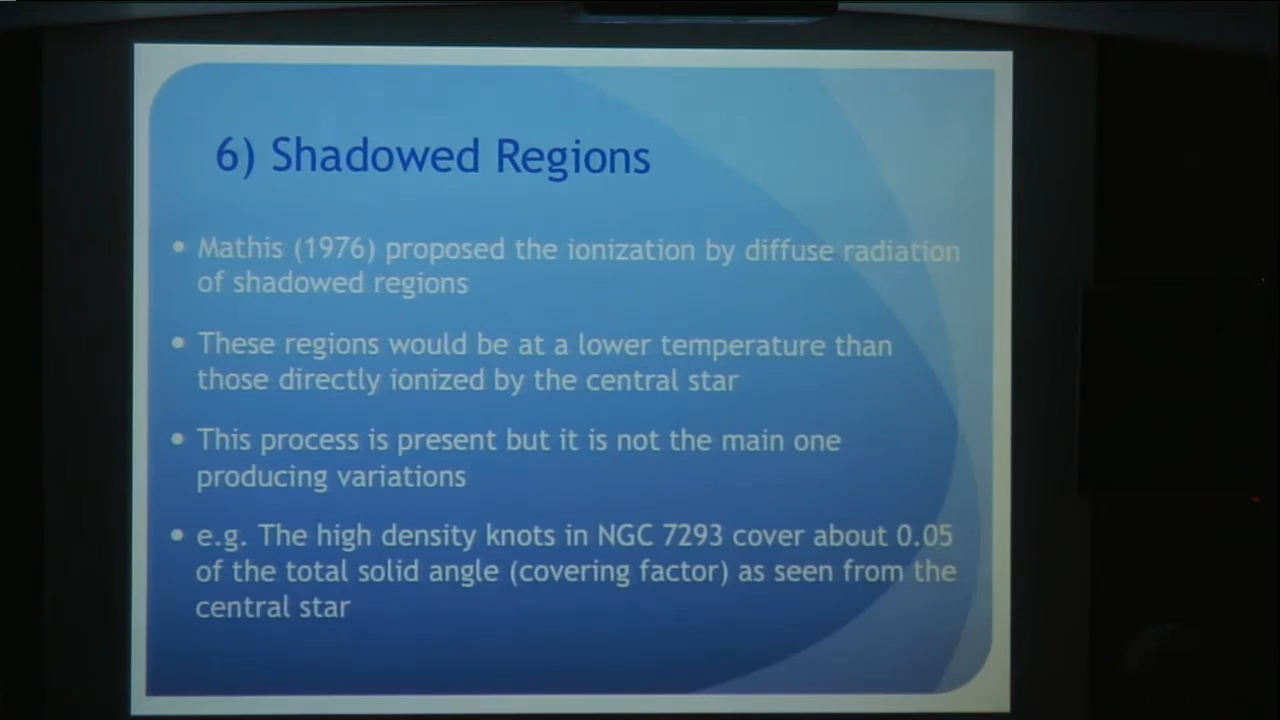 6) Shadowed Regions
• Mathis (1976) proposed the ionization by diffuse radiation
of shadowed regions
• These regions would be at a lower temperature than
those directly ionized by the central star
• This process is present but it is not the main one
producing variations
• e.g. The high density knots in NGC 7293 cover about 0.05
of the total solid angle (covering factor) as seen from the
central star